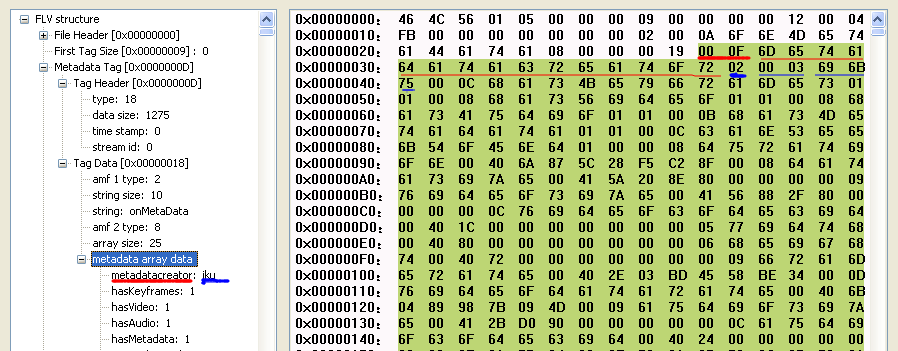 FLV structure
File Header [0x00000000]
First Tag Size [0x00000009] : 0
Metadata Tag [0x0000000D]
Tag Header [0x0000000D]
type: 18
data size: 1275
time stamp: 0
stream id: 0
Tag Data [0x00000018]
amf 1 type: 2
string size: 10
string: onMetaData
amf 2 type: 8
array size: 25
metadata array data
metadatacreator: iku
hasKeyframes: 1
hasVideo: 1
hasAudio: 1
hasMetadata: 1
0x00000000: 46 4C 56 01 05 00 00 00 09 00 00 00 00 12 00 04
0x00000010: FB 00 00 00 00 00 00 00 02 00 0A 6F 6E 4D 65 74
0x00000020: 61 44 61 74 61 08 00 00 00 19 00 0F 6D 65 74 61
0x00000030: 64 61 74 61 63 72 65 61 74 6F 72 02 00 03 69 6B
0x00000040: 75 00 0C 68 61 73 4B 65 79 66 72 61 6D 65 73 01
0x00000050: 01 00 08 68 61 73 56 69 64 65 6F 01 01 00 08 68
0x00000060: 61 73 41 75 64 69 6F 01 01 00 0B 68 61 73 4D 65
0x00000070: 74 61 64 61 74 61 01 01 00 0C 63 61 6E 53 65 65
0x00000080: 6B 54 6F 45 6E 64 01 00 00 08 64 75 72 61 74 69
0x00000090: 6F 6E 00 40 6A 87 5C 28 F5 C2 8F 00 08 64 61 74
0x000000A0: 61 73 69 7A 65 00 41 5A 20 8E 80 00 00 00 00 09
0x000000B0: 76 69 64 65 6F 73 69 7A 65 00 41 56 88 2F 80 00
0x000000C0: 00 00 00 0C 76 69 64 65 6F 63 6F 64 65 63 69 64
0x000000D0: 00 40 1C 00 00 00 00 00 00 00 05 77 69 64 74 68
0x000000E0: 00 40 80 00 00 00 00 00 00 00 06 68 65 69 67 68
0x000000F0: 74 00 40 72 00 00 00 00 00 00 00 09 66 72 61 6D
0x00000100: 65 72 61 74 65 00 40 2E 03 BD 45 58 BE 34 00 0D
0x00000110: 76 69 64 65 6F 64 61 74 61 72 61 74 65 00 40 6B
0x00000120: 04 89 98 7B 09 4D 00 09 61 75 64 69 6F 73 69 7A
0x00000130: 65 00 41 2B D0 90 00 00 00 00 00 0C 61 75 64 69
0x00000140: 6F 63 6F 64 65 63 69 64 00 40 24 00 00 00 00 00